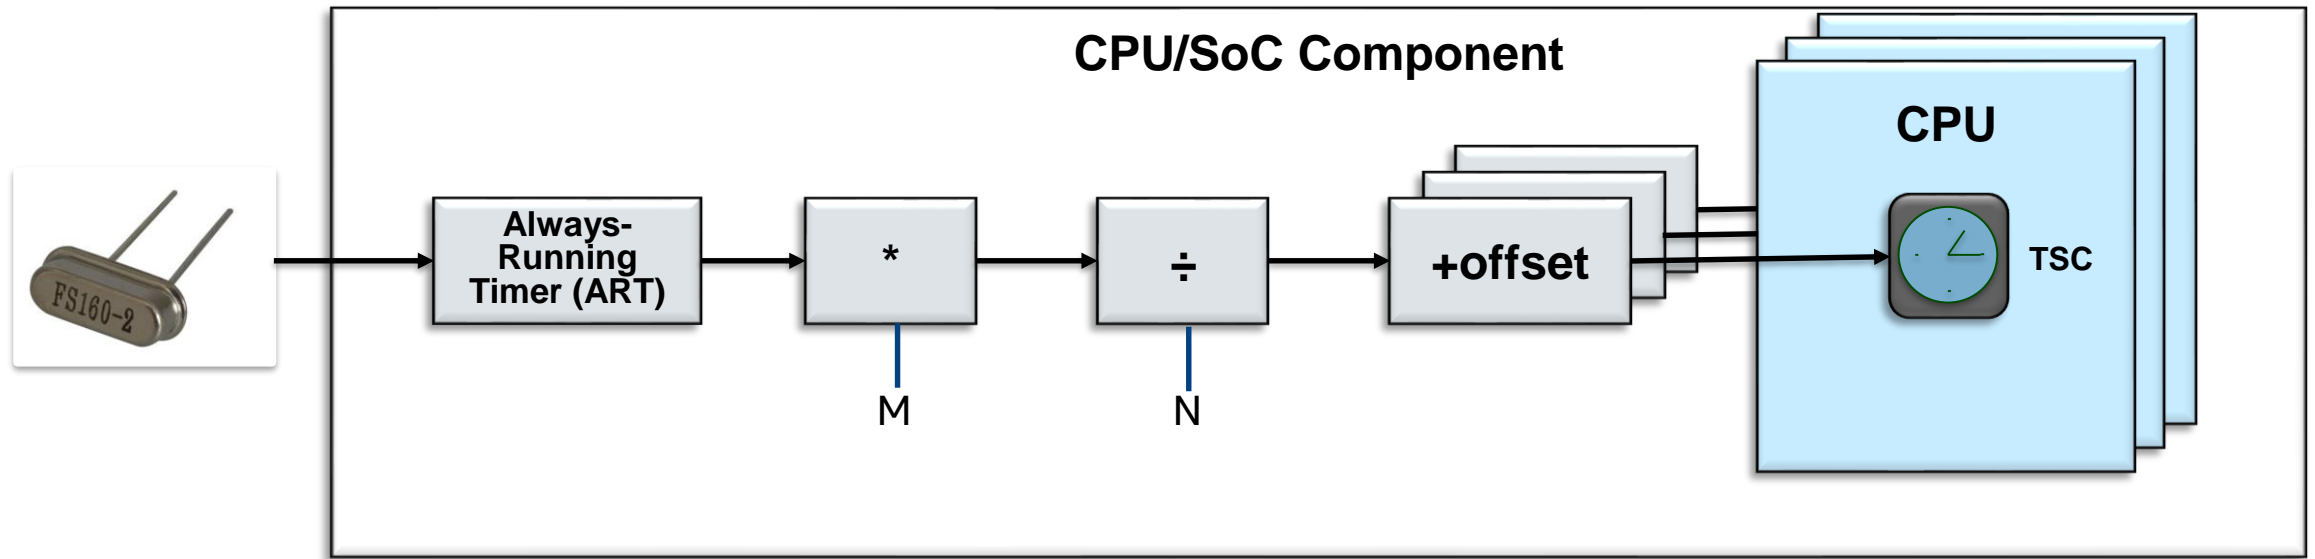 CPU/SoC Component
CPU
FS160-2
Always-
Running
Timer (ART)
*
÷
+offset
TSC
M
N